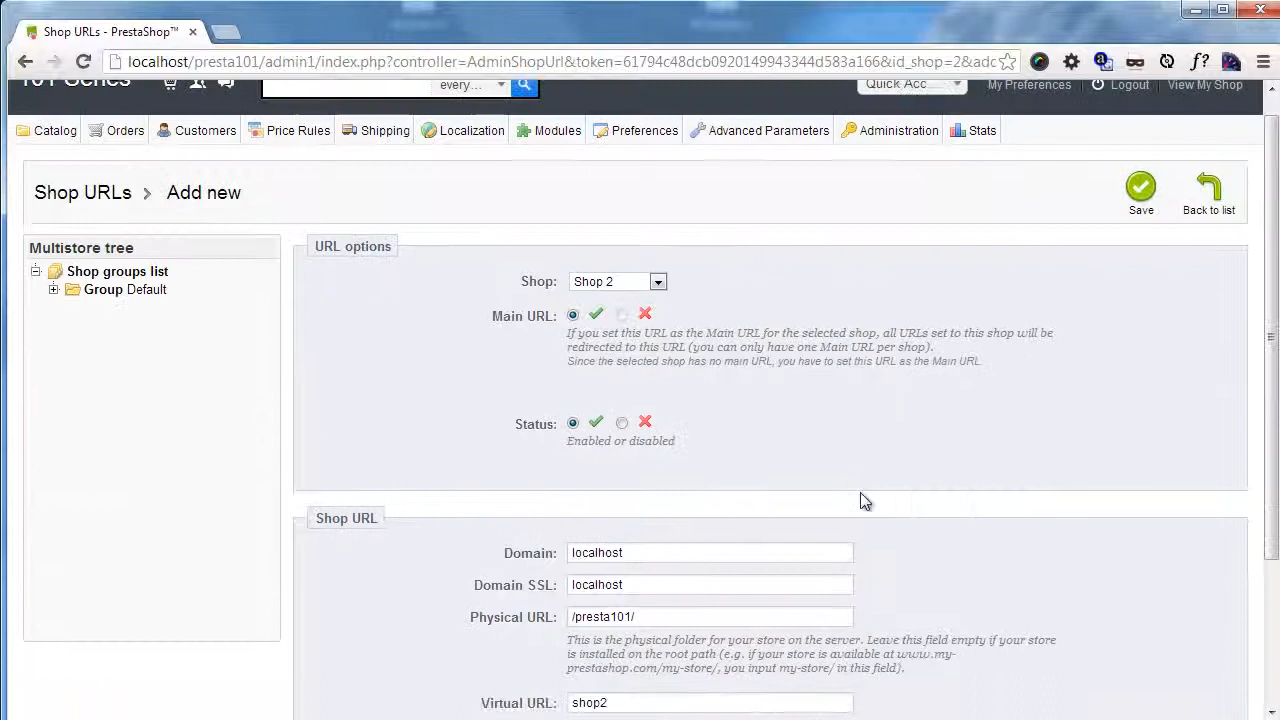 Shop URLs - PrestaShop™
localhost/presta101/admin1/index.php?controller=AdminShopUrl&token=61794c48dcb0920149943344d583a166&id_shop=2&adc
101 Series
every...
Quick Acc
My Preferences
Logout
View My Shop
Catalog
Orders
Customers
Price Rules
Shipping
Localization
Modules
Preferences
Advanced Parameters
Administration
Stats
Shop URLs > Add new
Save
Back to list
Multistore tree
Shop groups list
Group Default
URL options
Shop: Shop 2
Main URL:
If you set this URL as the Main URL for the selected shop, all URLs set to this shop will be
redirected to this URL (you can only have one Main URL per shop).
Since the selected shop has no main URL, you have to set this URL as the Main URL.
Status:
Enabled or disabled
Shop URL
Domain: localhost
Domain SSL: localhost
Physical URL: /presta101/
This is the physical folder for your store on the server. Leave this field empty if your store
is installed on the root path (e.g. if your store is available at www.my-
prestashop.com/my-store/, you input my-store/ in this field).
Virtual URL: shop2